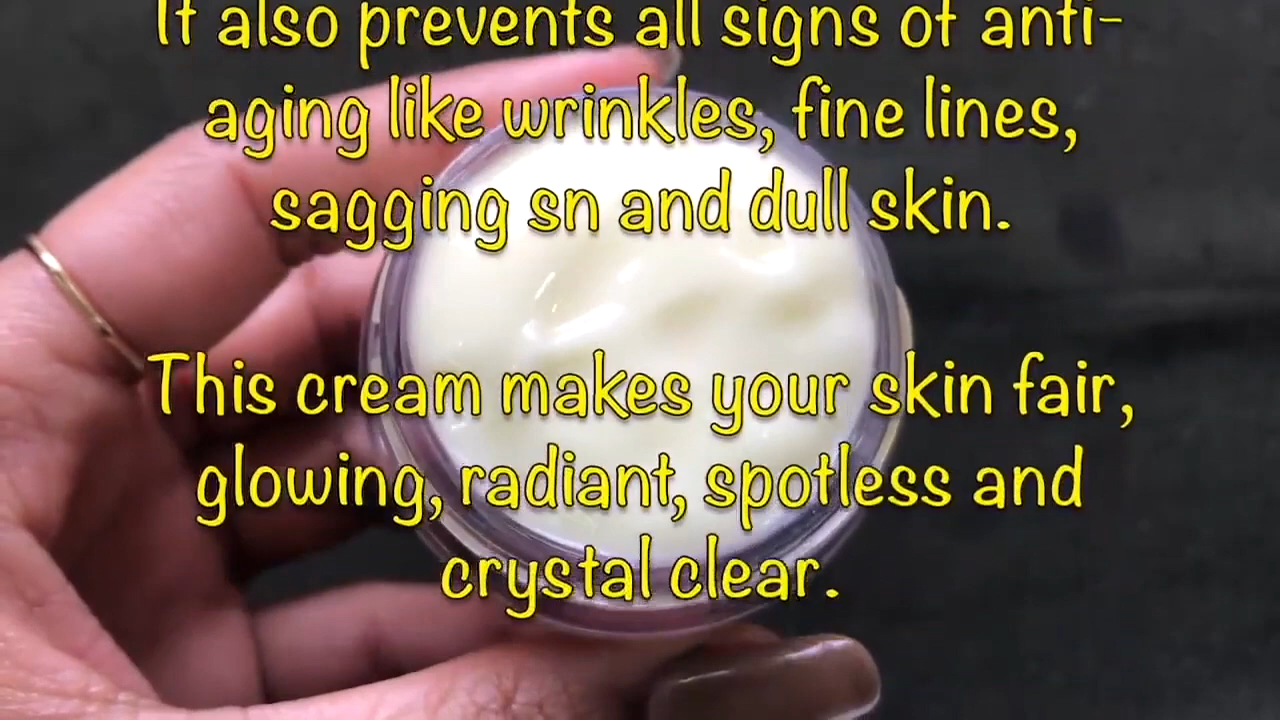 It also prevents all signs of anti-
aging like wrinkles, fine lines,
sagging sn and dull skin.
This cream makes your skin fair,
glowing, radiant, spotless and
crystal clear.